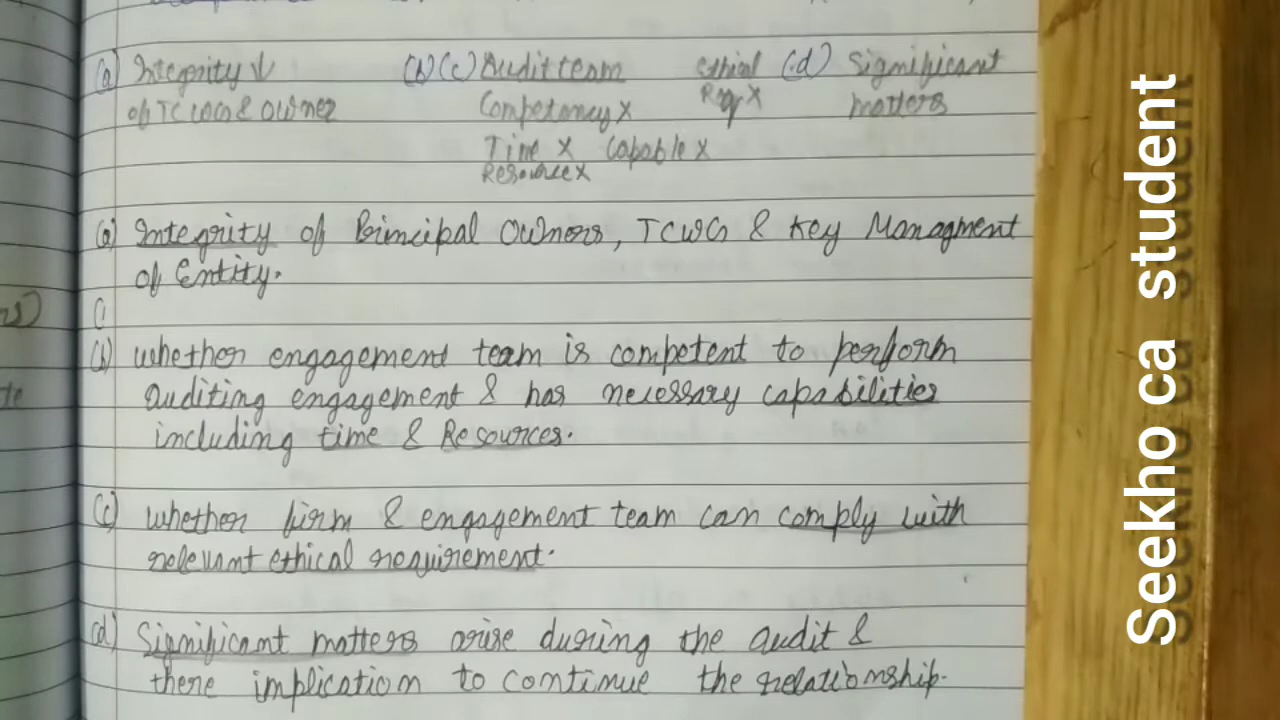 (a) Integrity ↓ (b)(c) Audit team ethical (d) Significant
of TCWG & Owner Competency x Req x matters
Time x Capable x
Resource x
(a) Integrity of Principal Owners, TCWG & Key Managment
of Entity.
(b) whether engagement team is competent to perform
auditing engagement & has necessary capabilities
including time & Resources.
(c) whether firm & engagement team can comply with
relevant ethical requirement.
(d) Significant matters arise during the audit &
there implication to continue the relationship.
Seekho ca student